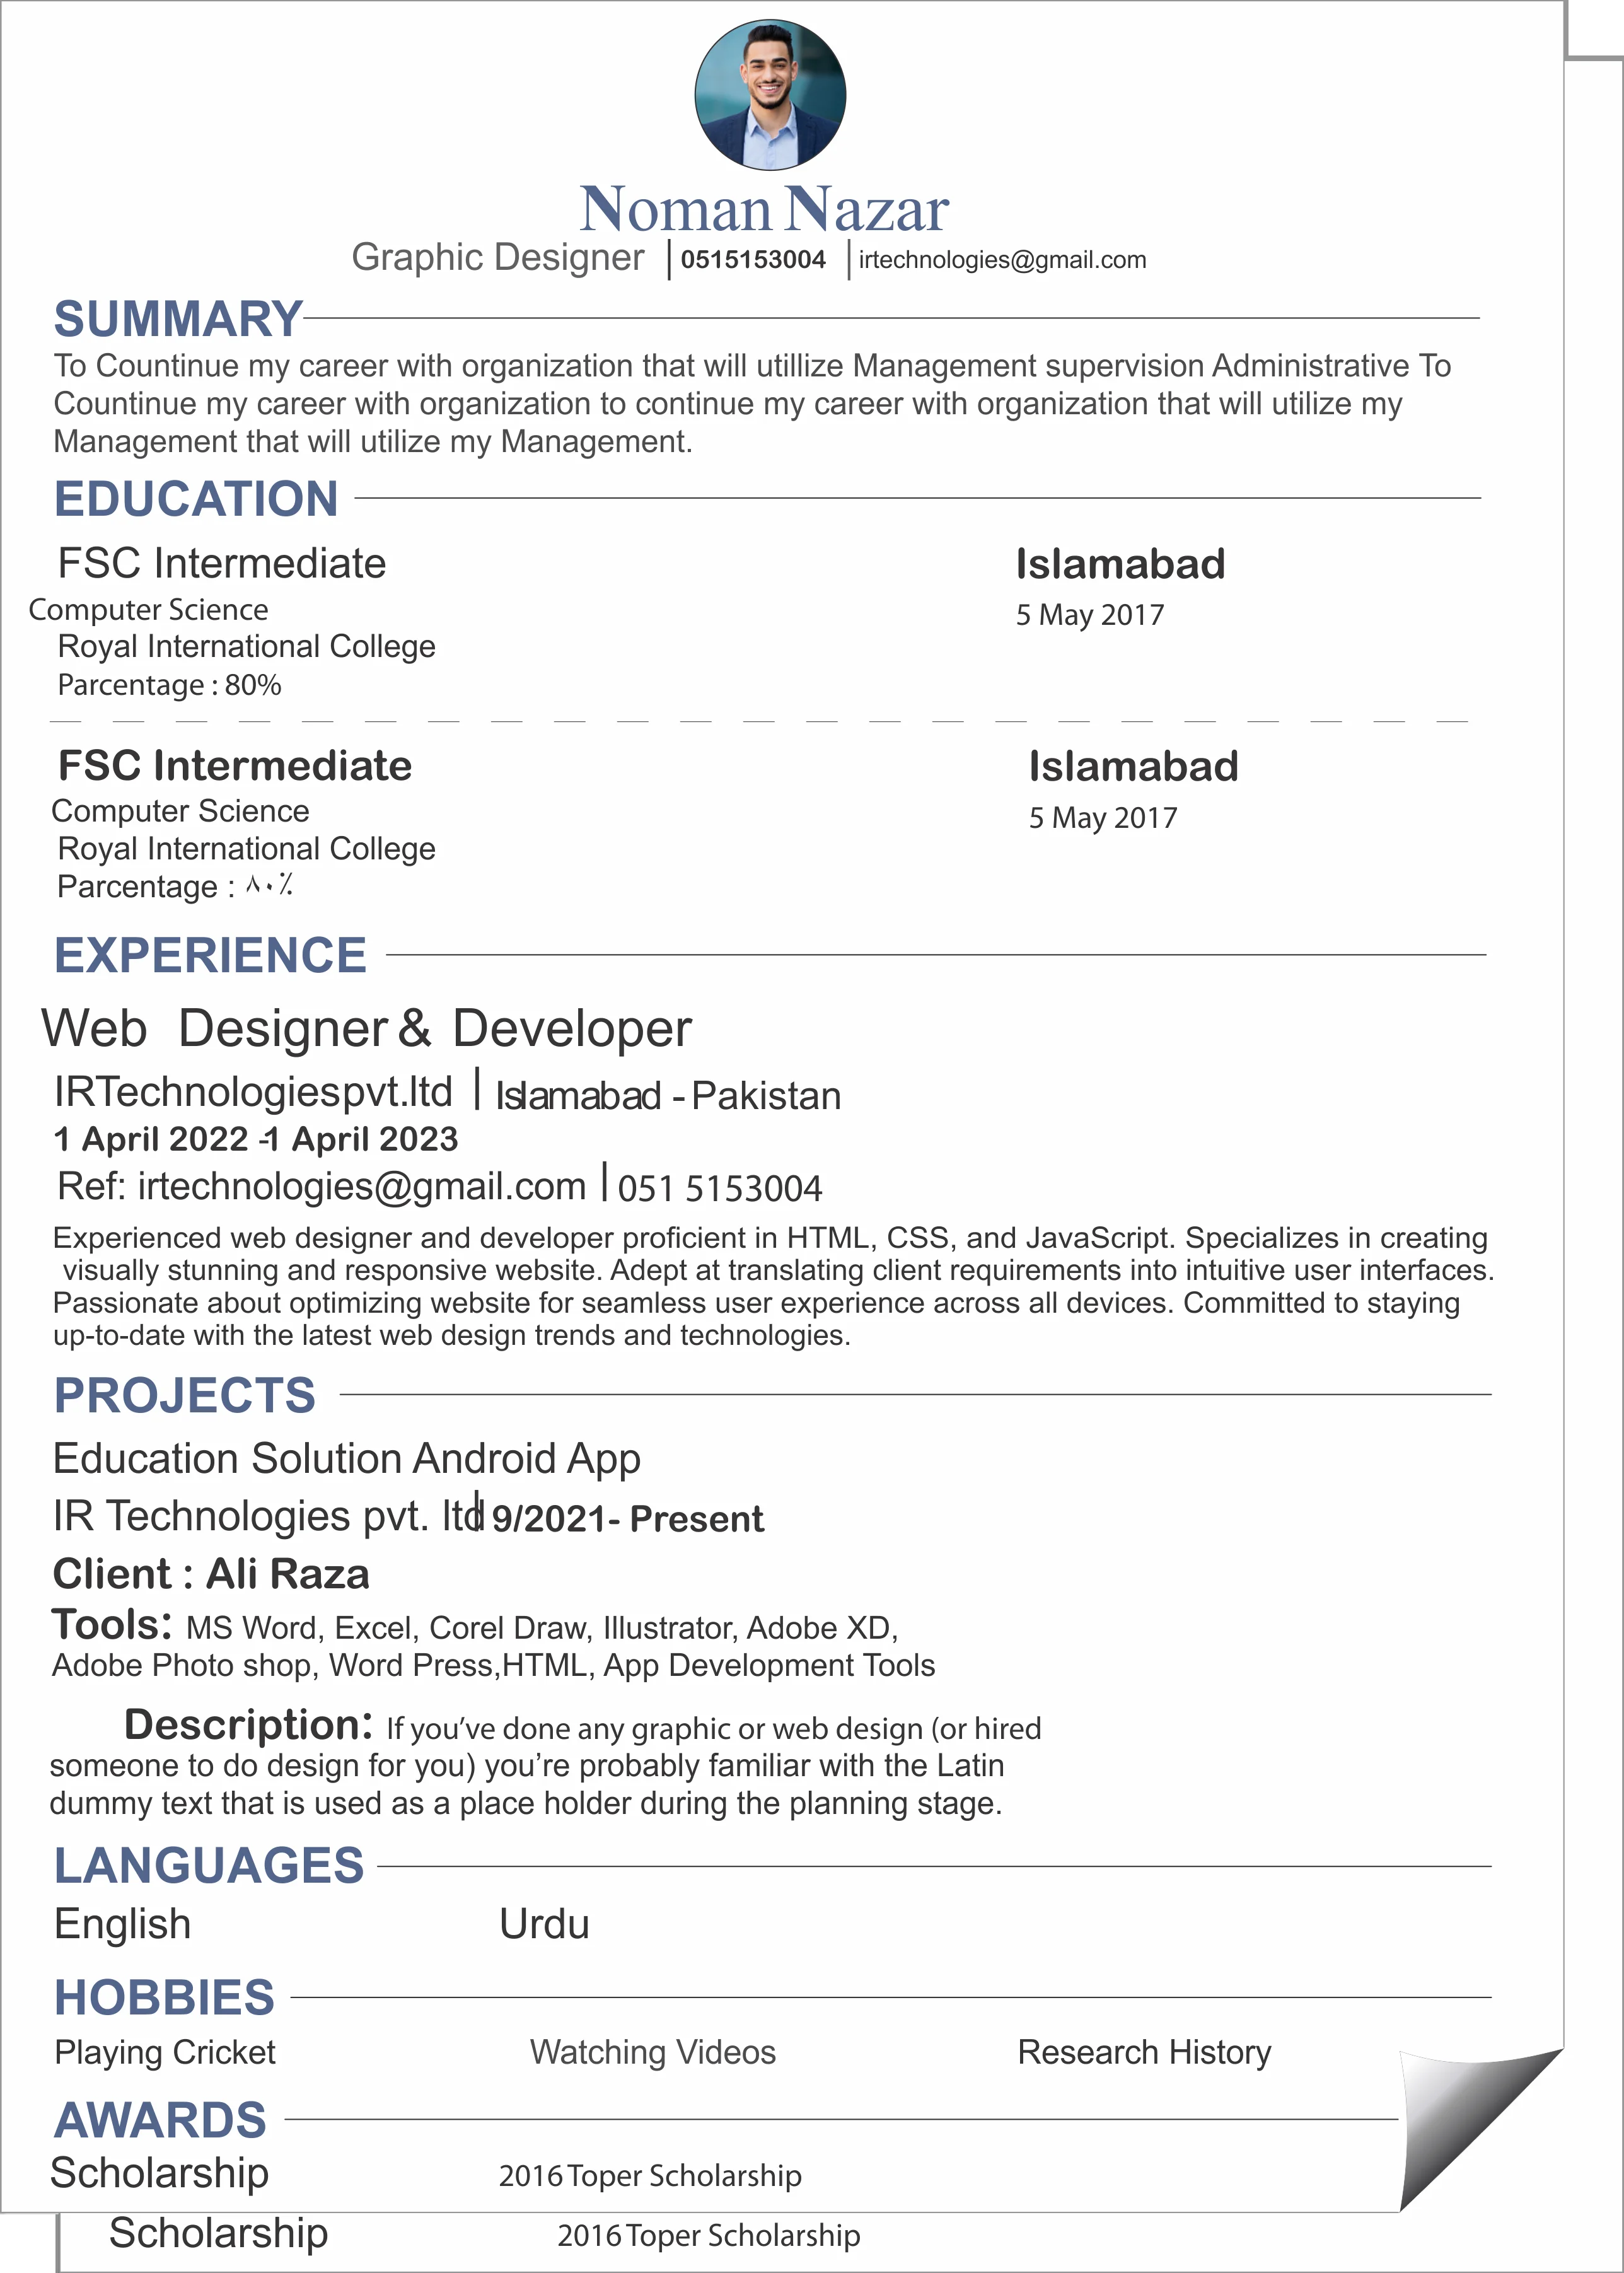 Noman Nazar
Graphic Designer | 0515153004 | irtechnologies@gmail.com
SUMMARY
To Countinue my career with organization that will utillize Management supervision Administrative To
Countinue my career with organization to continue my career with organization that will utilize my
Management that will utilize my Management.
EDUCATION
FSC Intermediate Islamabad
Computer Science 5 May 2017
Royal International College
Parcentage : 80%
FSC Intermediate Islamabad
Computer Science 5 May 2017
Royal International College
Parcentage : ٨٠٪
EXPERIENCE
Web Designer & Developer
IRTechnologiespvt.ltd | Islamabad - Pakistan
1 April 2022 -1 April 2023
Ref: irtechnologies@gmail.com | 051 5153004
Experienced web designer and developer proficient in HTML, CSS, and JavaScript. Specializes in creating
visually stunning and responsive website. Adept at translating client requirements into intuitive user interfaces.
Passionate about optimizing website for seamless user experience across all devices. Committed to staying
up-to-date with the latest web design trends and technologies.
PROJECTS
Education Solution Android App
IR Technologies pvt. ltd | 9/2021- Present
Client : Ali Raza
Tools: MS Word, Excel, Corel Draw, Illustrator, Adobe XD,
Adobe Photo shop, Word Press,HTML, App Development Tools
Description: If you’ve done any graphic or web design (or hired
someone to do design for you) you’re probably familiar with the Latin
dummy text that is used as a place holder during the planning stage.
LANGUAGES
English Urdu
HOBBIES
Playing Cricket Watching Videos Research History
AWARDS
Scholarship 2016 Toper Scholarship
Scholarship 2016 Toper Scholarship